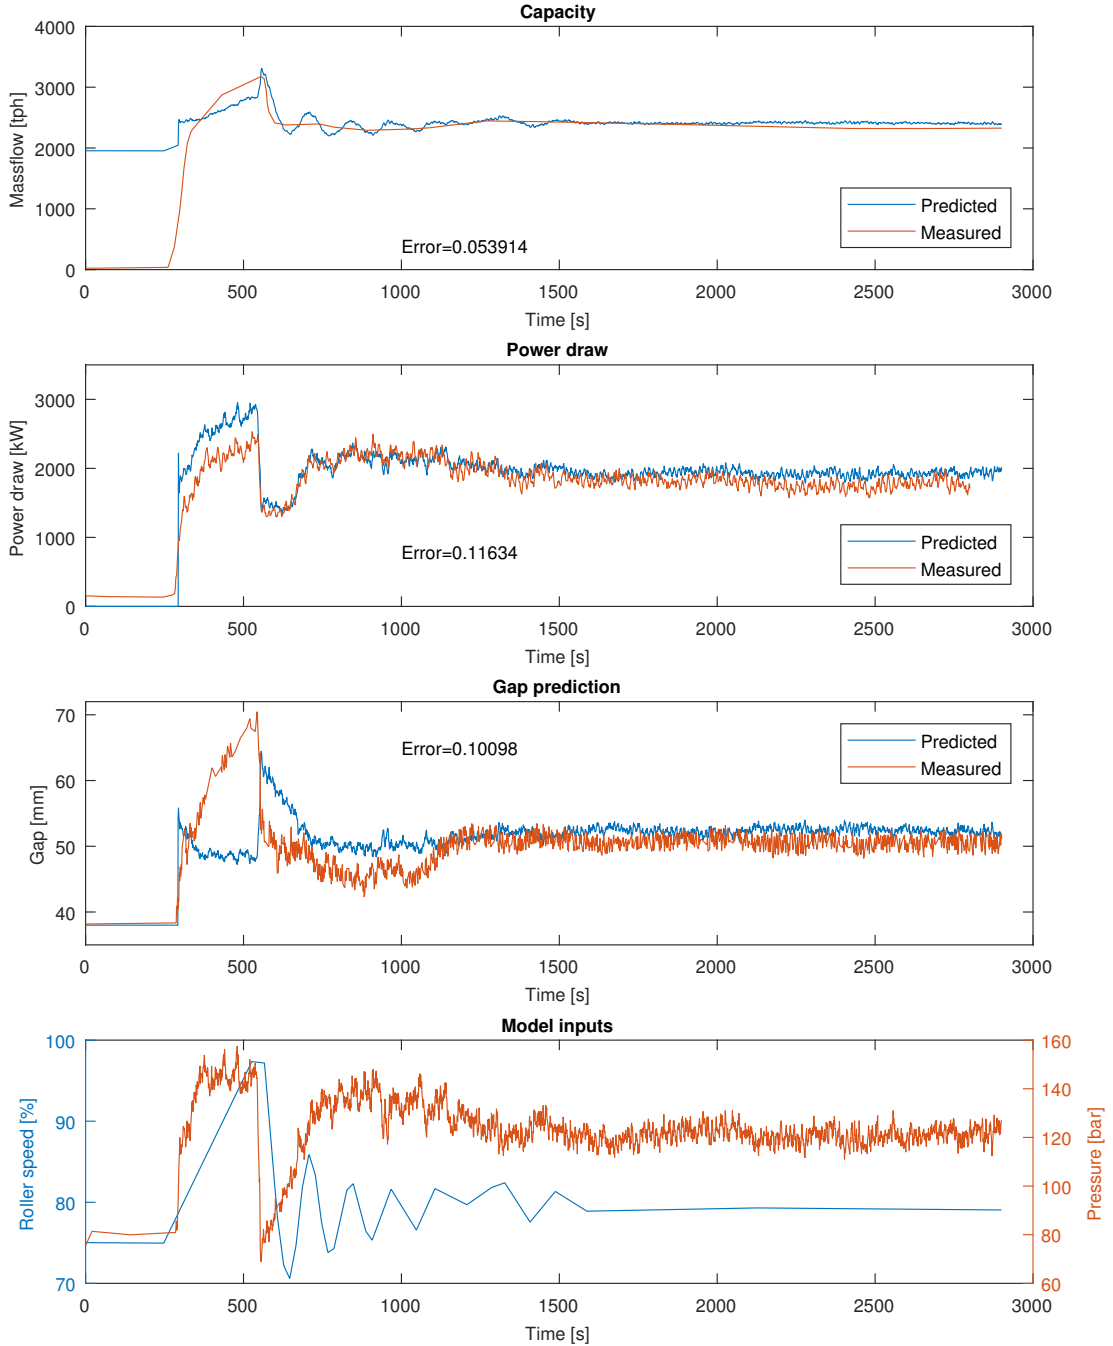 Capacity
4000
3000
2000
1000
0
Massflow [tph]
Error=0.053914
Predicted
Measured
0 500 1000 1500 2000 2500 3000
Time [s]
Power draw
3000
2000
1000
0
Power draw [kW]
Error=0.11634
Predicted
Measured
0 500 1000 1500 2000 2500 3000
Time [s]
Gap prediction
70
60
50
40
Gap [mm]
Error=0.10098
Predicted
Measured
0 500 1000 1500 2000 2500 3000
Time [s]
Model inputs
100
90
80
70
Roller speed [%]
160
140
120
100
80
60
Pressure [bar]
0 500 1000 1500 2000 2500 3000
Time [s]